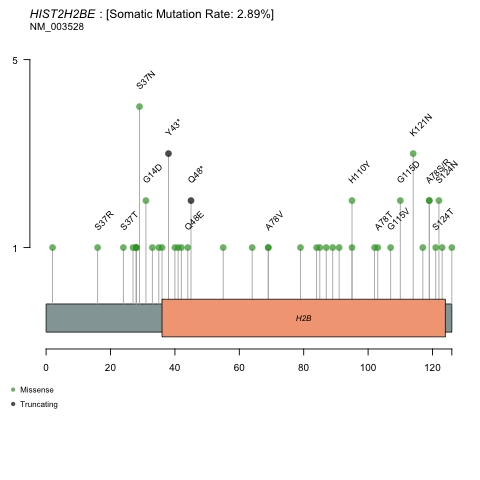 HIST2H2BE : [Somatic Mutation Rate: 2.89%]
NM_003528
5
S37N
Y43*
K121N
G14D
Q48*
H110Y
G115D
A78S/R
S124N
S37R
S37T
Q48E
A78V
A78T
G115V
S124T
1
H2B
0 20 40 60 80 100 120
Missense
Truncating